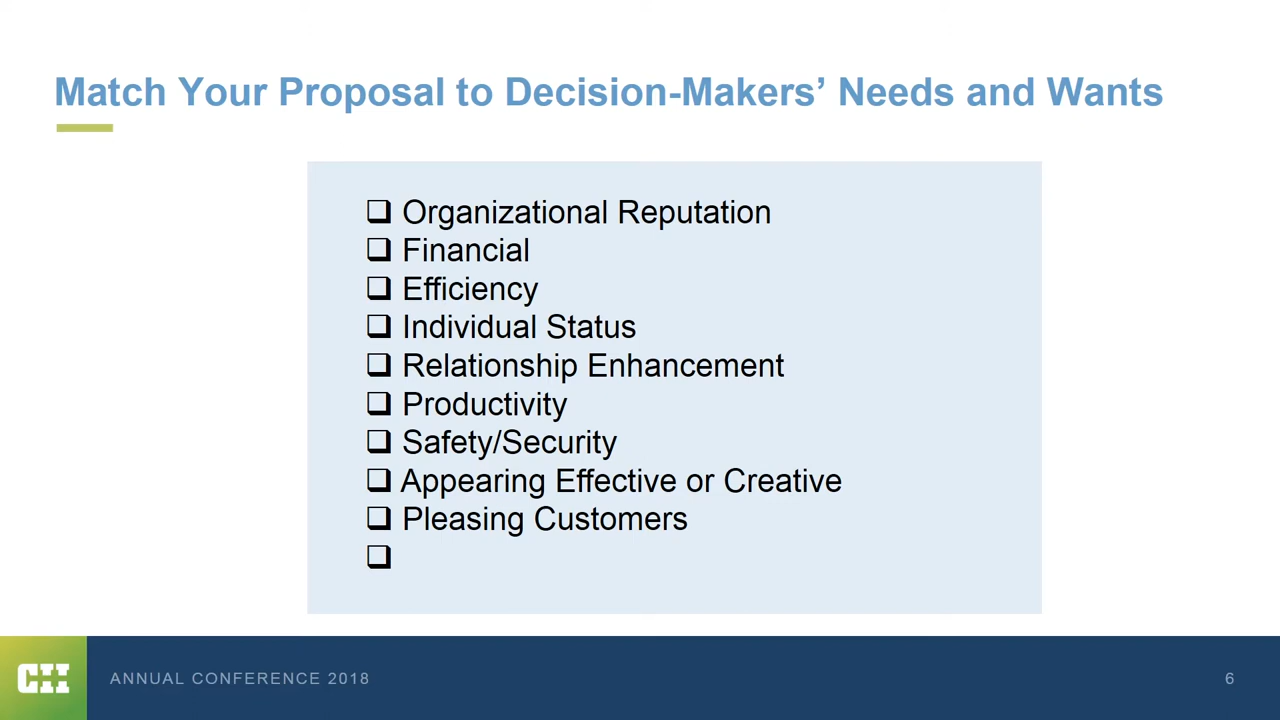 Match Your Proposal to Decision-Makers’ Needs and Wants
❑ Organizational Reputation
❑ Financial
❑ Efficiency
❑ Individual Status
❑ Relationship Enhancement
❑ Productivity
❑ Safety/Security
❑ Appearing Effective or Creative
❑ Pleasing Customers
❑
CII
ANNUAL CONFERENCE 2018
6